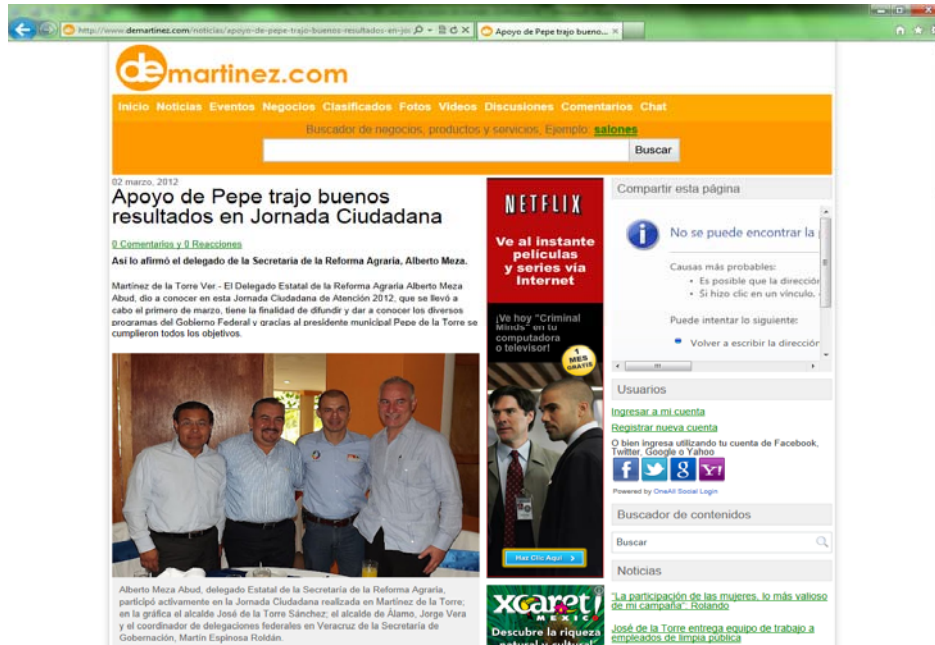 http://www.demartinez.com/noticias/apoyo-de-pepe-trajo-buenos-resultados-en-jor
Apoyo de Pepe trajo bueno...
demartinez.com
Inicio Noticias Eventos Negocios Clasificados Fotos Videos Discusiones Comentarios Chat
Buscador de negocios, productos y servicios, Ejemplo: salones
Buscar
02 marzo, 2012
Apoyo de Pepe trajo buenos
resultados en Jornada Ciudadana
0 Comentarios y 0 Reacciones
Así lo afirmó el delegado de la Secretaría de la Reforma Agraria, Alberto Meza.
Martínez de la Torre Ver.- El Delegado Estatal de la Reforma Agraria Alberto Meza
Abud, dio a conocer en esta Jornada Ciudadana de Atención 2012, que se llevó a
cabo el primero de marzo, tiene la finalidad de difundir y dar a conocer los diversos
programas del Gobierno Federal y gracias al presidente municipal Pepe de la Torre se
cumplieron todos los objetivos.
Alberto Meza Abud, delegado Estatal de la Secretaría de la Reforma Agraria,
participó activamente en la Jornada Ciudadana realizada en Martínez de la Torre;
en la gráfica el alcalde José de la Torre Sánchez; el alcalde de Álamo, Jorge Vera
y el coordinador de delegaciones federales en Veracruz de la Secretaría de
Gobernación, Martín Espinosa Roldán.
NETFLIX
Ve al instante
películas
y series vía
Internet
¡Ve hoy "Criminal
Minds" en tu
computadora
o televisor!
1
MES
GRATIS
Haz Clic Aquí >
xcaret
MEXICO
Descubre la riqueza
natural y cultural
Compartir esta página
No se puede encontrar la
Causas más probables:
• Es posible que la dirección
• Si hizo clic en un vínculo,
Puede intentar lo siguiente:
Volver a escribir la dirección
Usuarios
Ingresar a mi cuenta
Registrar nueva cuenta
O bien ingresa utilizando tu cuenta de Facebook,
Twitter, Google o Yahoo
f 8 Y!
Powered by OneAll Social Login
Buscador de contenidos
Buscar
Noticias
"La participación de las mujeres, lo más valioso
de mi campaña": Rolando
José de la Torre entrega equipo de trabajo a
empleados de limpia pública